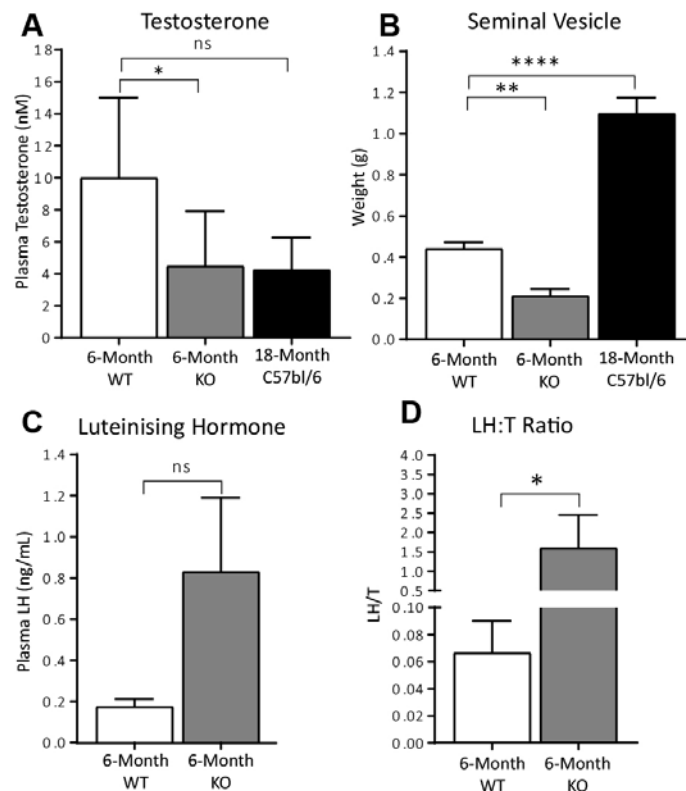 A
Testosterone
ns
*
Plasma Testosterone (nM)
18
16
14
12
10
8
6
4
2
0
6-Month
WT
6-Month
KO
18-Month
C57bl/6
B
Seminal Vesicle
****
**
Weight (g)
1.4
1.2
1.0
0.8
0.6
0.4
0.2
0.0
6-Month
WT
6-Month
KO
18-Month
C57bl/6
C
Luteinising Hormone
ns
Plasma LH (ng/mL)
1.4
1.2
1.0
0.8
0.6
0.4
0.2
0.0
6-Month
WT
6-Month
KO
D
LH:T Ratio
*
LH/T
4.0
3.5
3.0
2.5
2.0
1.5
1.0
0.5
0.10
0.08
0.06
0.04
0.02
0.00
6-Month
WT
6-Month
KO